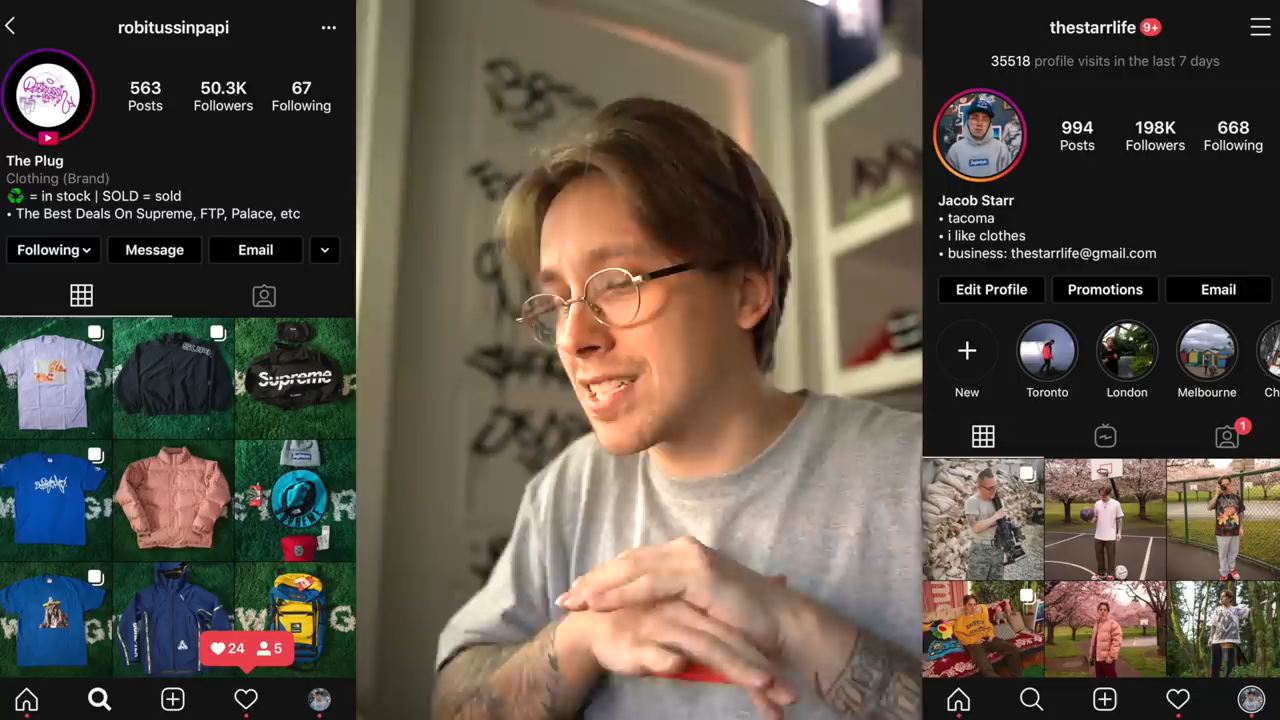 robitussinpapi
563
Posts
50.3K
Followers
67
Following
The Plug
Clothing (Brand)
♻️ = in stock | SOLD = sold
• The Best Deals On Supreme, FTP, Palace, etc
Following
Message
Email
Supreme
24
5
thestarrlife 9+
35518 profile visits in the last 7 days
994
Posts
198K
Followers
668
Following
Jacob Starr
• tacoma
• i like clothes
• business: thestarrlife@gmail.com
Edit Profile
Promotions
Email
New
Toronto
London
Melbourne
Ch
1